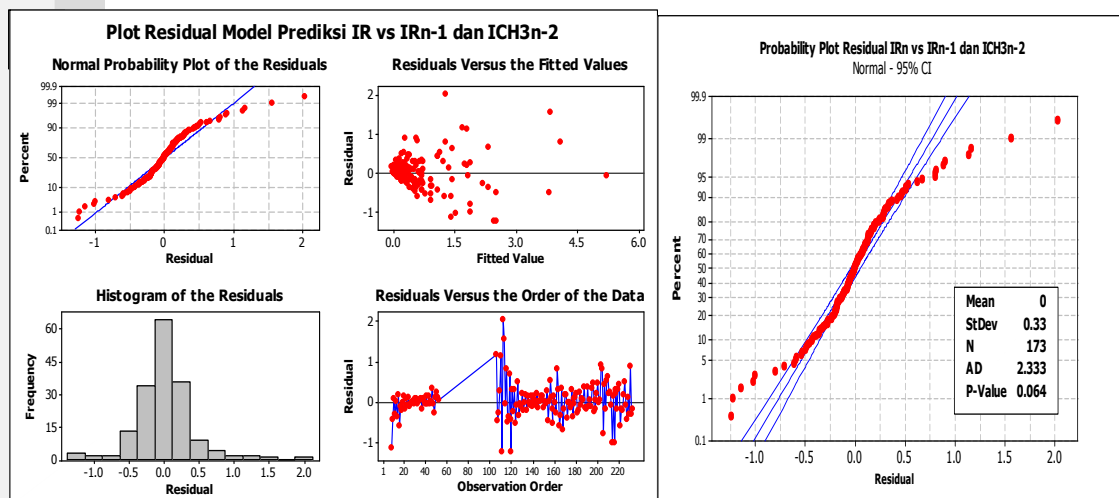 Plot Residual Model Prediksi IR vs IRn-1 dan ICH3n-2
Normal Probability Plot of the Residuals
99.9
99
90
50
10
1
0.1
Percent
-1 0 1 2
Residual
Residuals Versus the Fitted Values
2
1
0
-1
Residual
0.0 1.5 3.0 4.5 6.0
Fitted Value
Histogram of the Residuals
60
45
30
15
0
Frequency
-1.0 -0.5 0.0 0.5 1.0 1.5 2.0
Residual
Residuals Versus the Order of the Data
2
1
0
-1
Residual
1 20 40 60 80 100 120 140 160 180 200 220
Observation Order
Probability Plot Residual IRn vs IRn-1 dan ICH3n-2
Normal - 95% CI
99.9
99
95
90
80
70
60
50
40
30
20
10
5
1
0.1
Percent
-1.0 -0.5 0.0 0.5 1.0 1.5 2.0
Residual
Mean 0
StDev 0.33
N 173
AD 2.333
P-Value 0.064